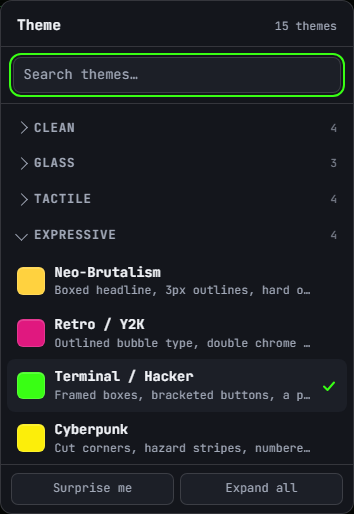 Theme
15 themes
Search themes…
CLEAN
4
GLASS
3
TACTILE
4
EXPRESSIVE
4
Neo-Brutalism
Boxed headline, 3px outlines, hard o…
Retro / Y2K
Outlined bubble type, double chrome …
Terminal / Hacker
Framed boxes, bracketed buttons, a p…
Cyberpunk
Cut corners, hazard stripes, numbere…
Surprise me
Expand all